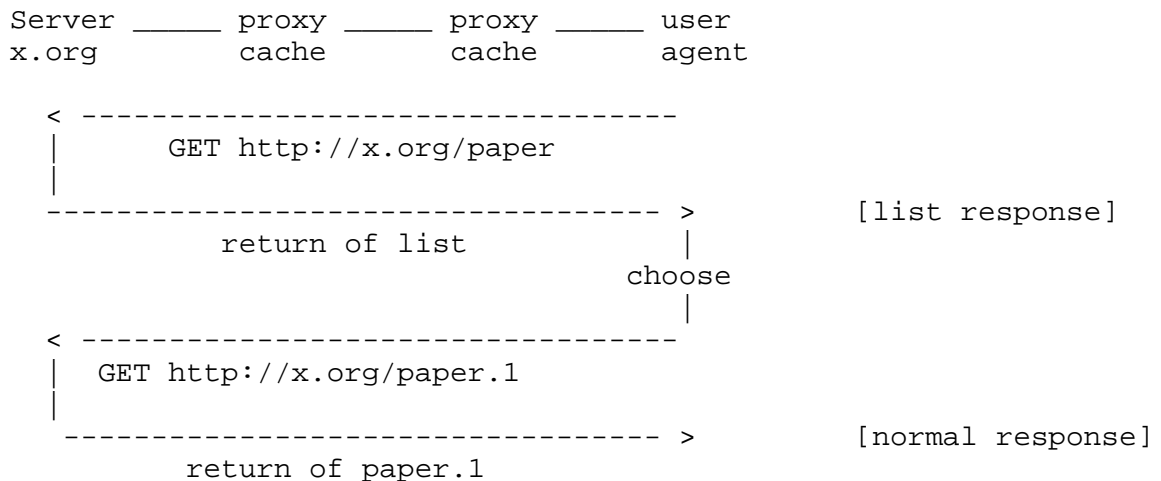 Server _____ proxy _____ proxy _____ user
x.org cache cache agent
< ----------------------------------
| GET http://x.org/paper
|
----------------------------------- > [list response]
return of list |
choose
|
< ----------------------------------
| GET http://x.org/paper.1
|
---------------------------------- > [normal response]
return of paper.1